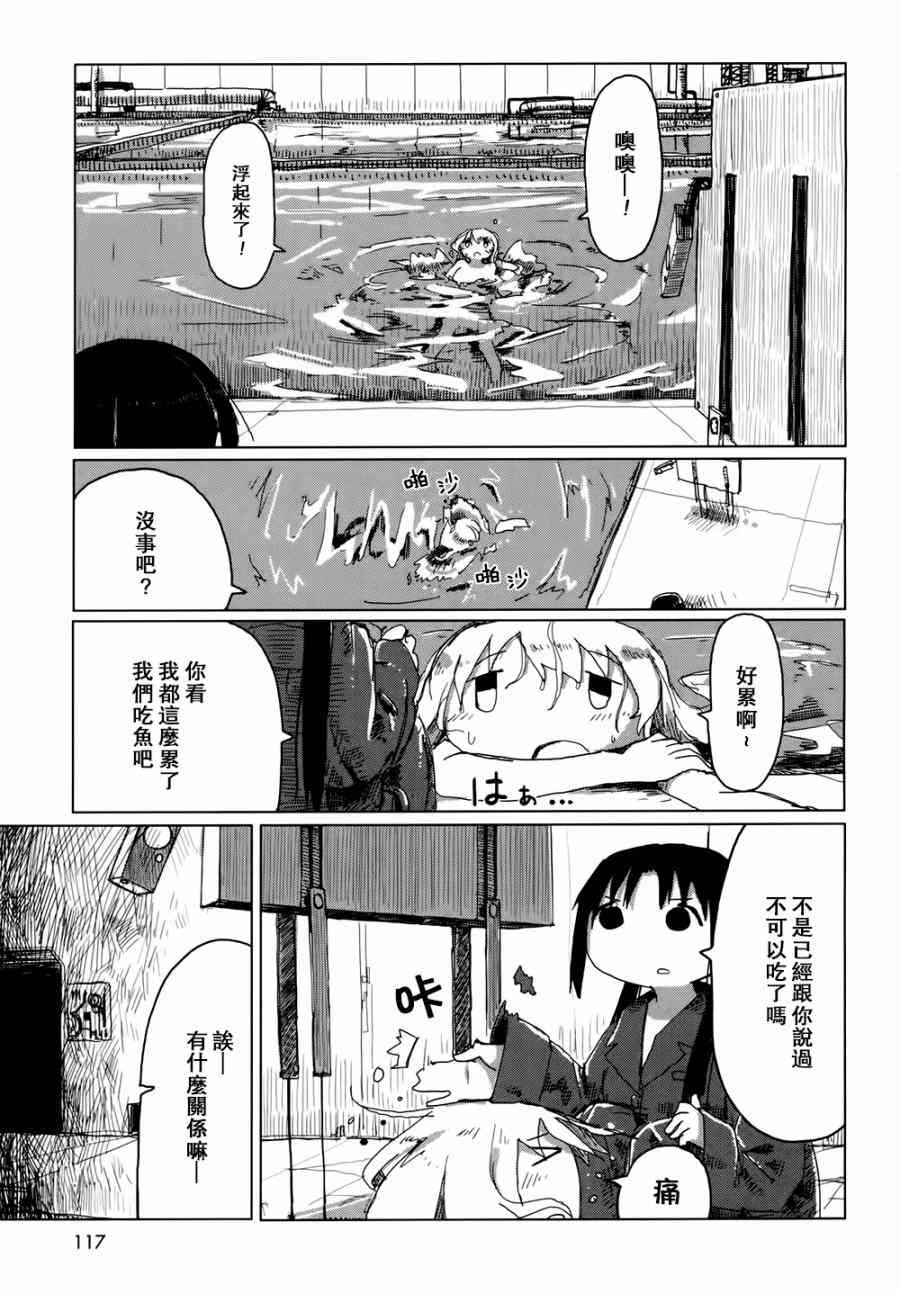 噢噢—！
浮起來了！
啪沙
啪沙
沒事吧？
好累啊～
はぁ…
你看
我都這麼累了
我們吃魚吧
不是已經跟你說過
不可以吃了嗎
咔
痛
誒—
有什麼關係嘛—
117